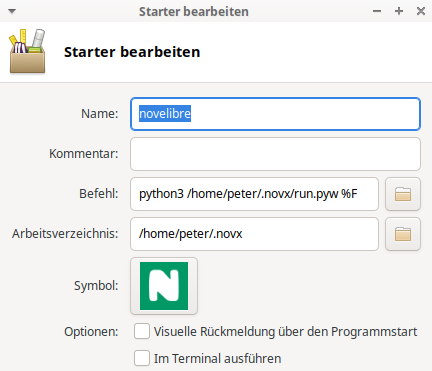 Starter bearbeiten
Starter bearbeiten
Name: novelibre
Kommentar:
Befehl: python3 /home/peter/.novx/run.pyw %F
Arbeitsverzeichnis: /home/peter/.novx
Symbol: N
Optionen: Visuelle Rückmeldung über den Programmstart
Im Terminal ausführen